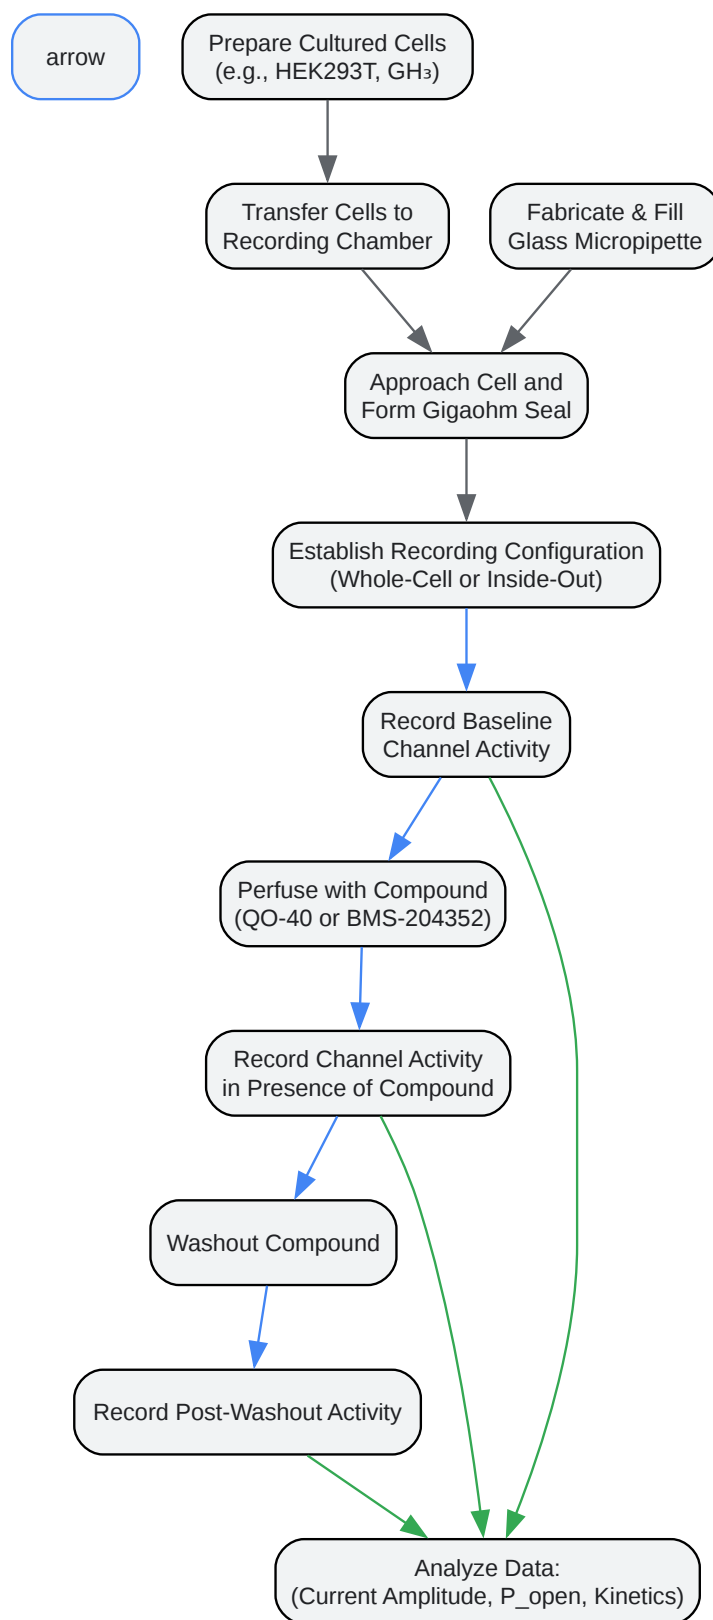 arrow
Prepare Cultured Cells
(e.g., HEK293T, GH₃)
Transfer Cells to
Recording Chamber
Fabricate & Fill
Glass Micropipette
Approach Cell and
Form Gigaohm Seal
Establish Recording Configuration
(Whole-Cell or Inside-Out)
Record Baseline
Channel Activity
Perfuse with Compound
(QO-40 or BMS-204352)
Record Channel Activity
in Presence of Compound
Washout Compound
Record Post-Washout Activity
Analyze Data:
(Current Amplitude, P_open, Kinetics)